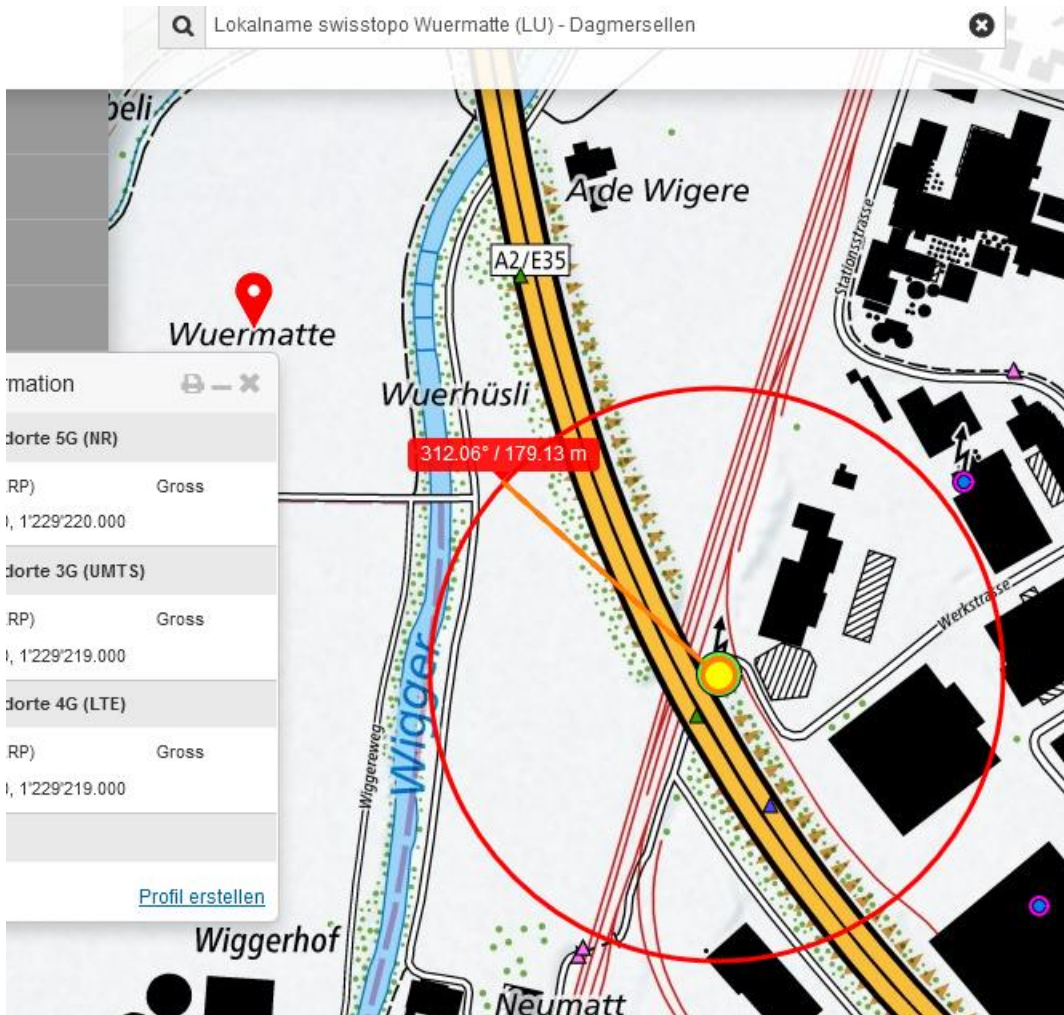 Lokalname swisstopo Wuermatte (LU) - Dagmersellen
beli
A de Wigere
Stationsstrasse
A2/E35
Wuermatte
rmation
Wuerhüsli
dorte 5G (NR)
312.06° / 179.13 m
RP) Gross
), 1'229'220.000
dorte 3G (UMTS)
Werkstrasse
RP) Gross
), 1'229'219.000
Wigger
dorte 4G (LTE)
RP) Gross
Wiggereweg
), 1'229'219.000
Profil erstellen
Wiggerhof
Neumatt